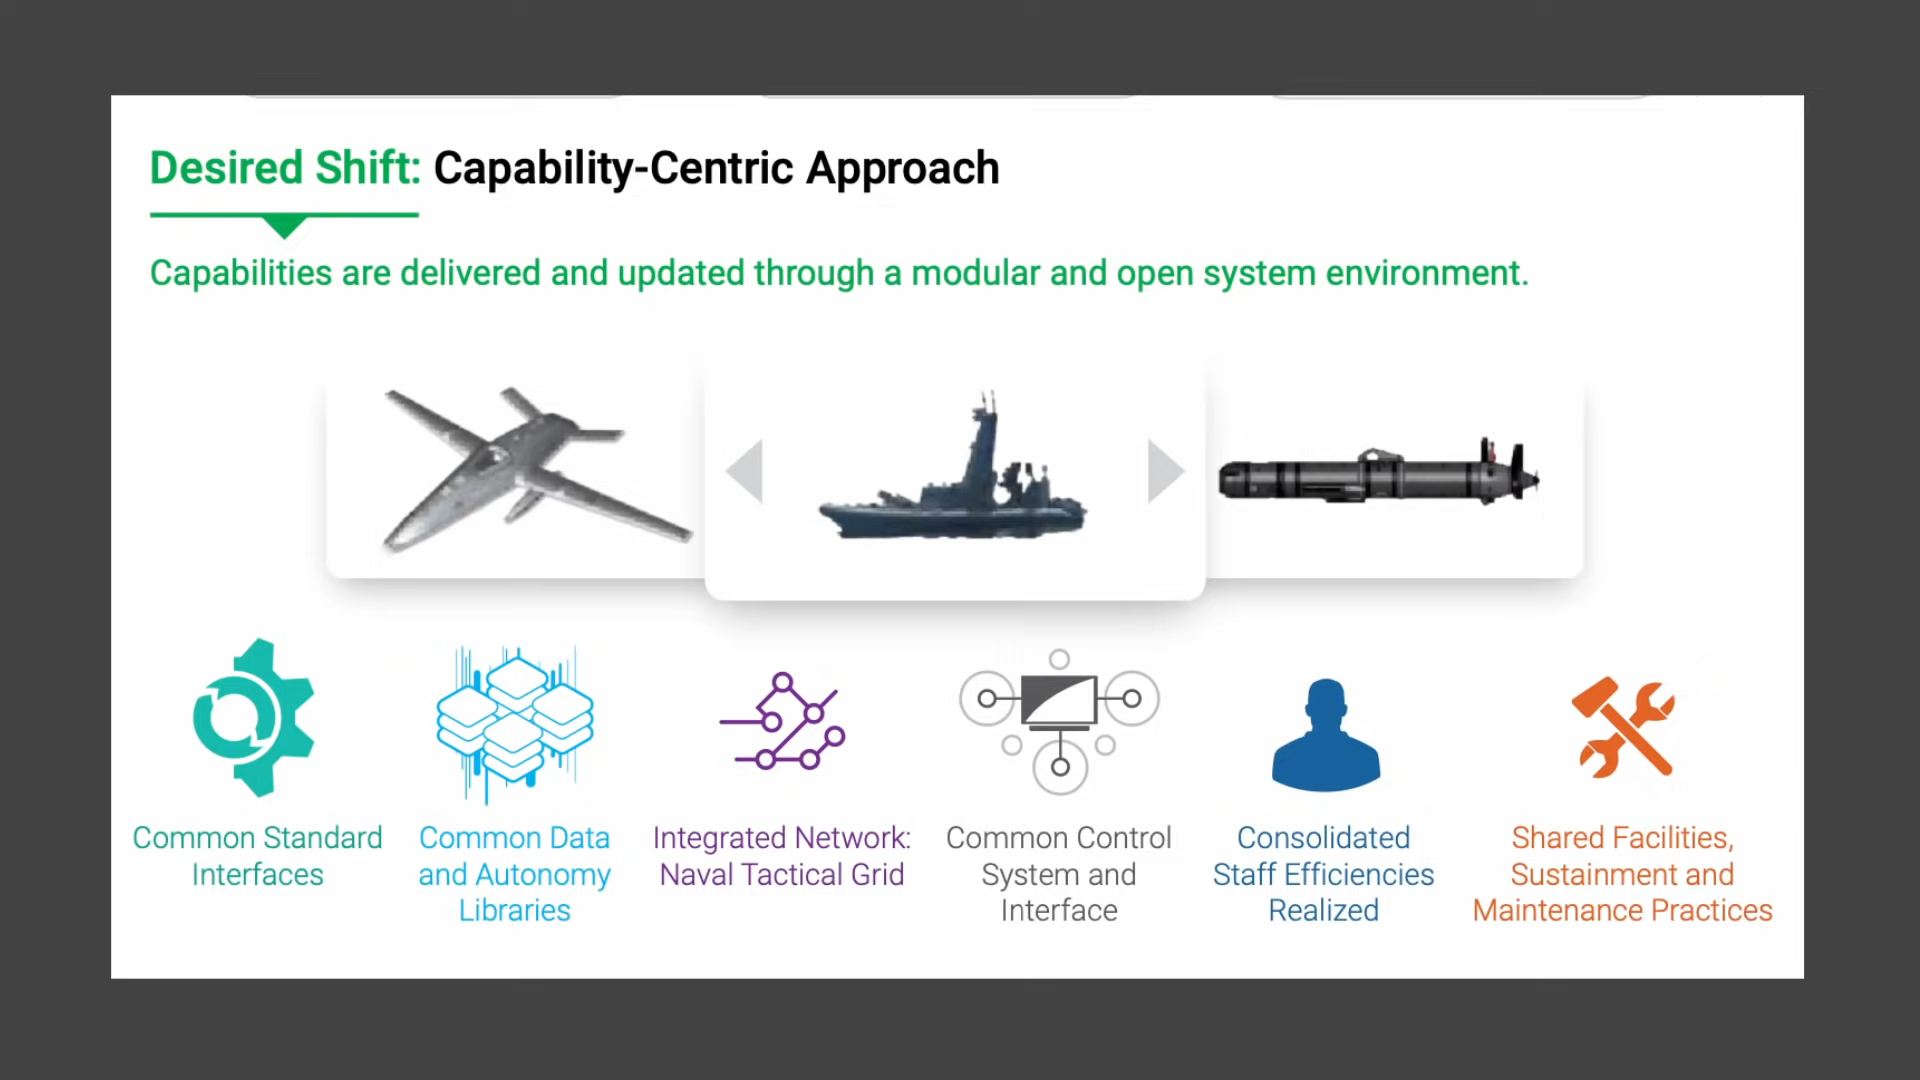 Desired Shift: Capability-Centric Approach
Capabilities are delivered and updated through a modular and open system environment.
Common Standard
Interfaces
Common Data
and Autonomy
Libraries
Integrated Network:
Naval Tactical Grid
Common Control
System and
Interface
Consolidated
Staff Efficiencies
Realized
Shared Facilities,
Sustainment and
Maintenance Practices